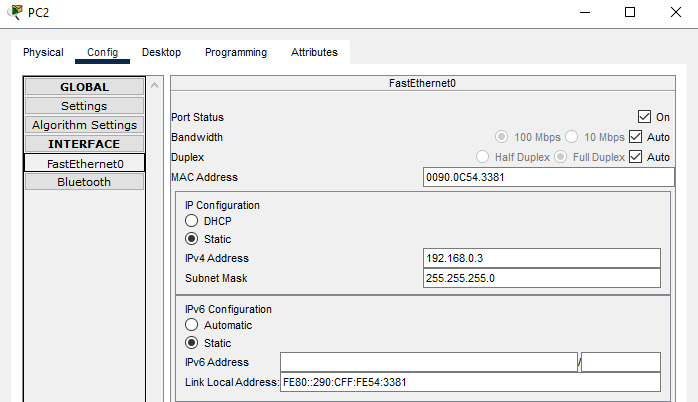 PC2
Physical Config Desktop Programming Attributes
GLOBAL
Settings
Algorithm Settings
INTERFACE
FastEthernet0
Bluetooth
FastEthernet0
Port Status On
Bandwidth 100 Mbps 10 Mbps Auto
Duplex Half Duplex Full Duplex Auto
MAC Address 0090.0C54.3381
IP Configuration
DHCP
Static
IPv4 Address 192.168.0.3
Subnet Mask 255.255.255.0
IPv6 Configuration
Automatic
Static
IPv6 Address /
Link Local Address: FE80::290:CFF:FE54:3381